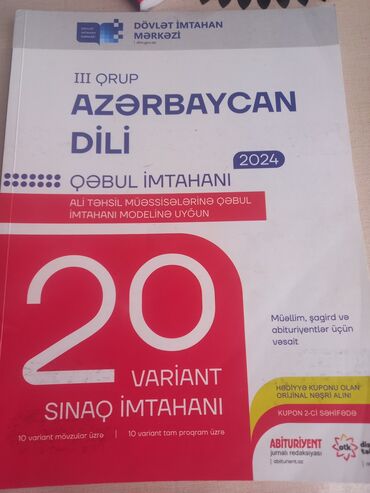 DÖVLƏT İMTAHAN
MƏRKƏZİ
III QRUP
AZƏRBAYCAN
DİLİ
2024
QƏBUL İMTAHANI
ALİ TƏHSİL MÜƏSSİSƏLƏRİNƏ QƏBUL
İMTAHANI MODELİNƏ UYĞUN
20
Müəllim, şagird və
abituriyentlər üçün
vəsait
VARİANT
SINAQ İMTAHANI
HƏDİYYƏ KUPONU OLAN
ORİJİNAL NƏŞRİ ALIN!
KUPON 2-Cİ SƏHİFƏDƏ
10 variant mövzular üzrə | 10 variant tam proqram üzrə
ABİTURİYENT
jurnalı redaksiyası
abiturient.az